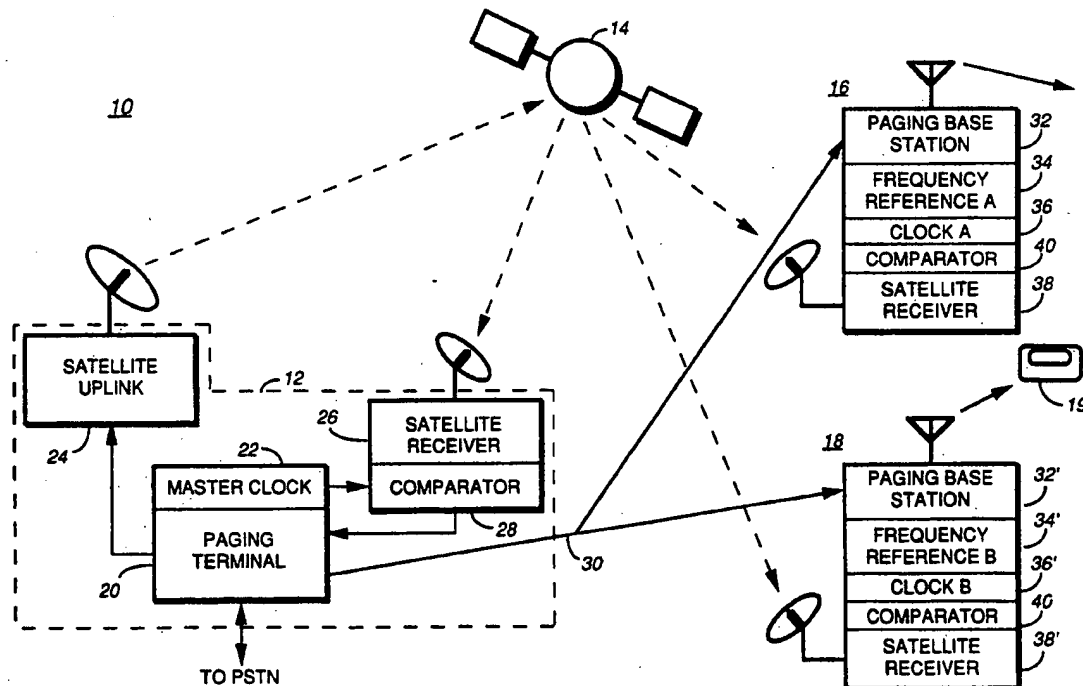 10
14
16
PAGING BASE
STATION
32
FREQUENCY
REFERENCE A
34
CLOCK A
36
COMPARATOR
40
SATELLITE
RECEIVER
38
SATELLITE
UPLINK
24
12
26
SATELLITE
RECEIVER
COMPARATOR
28
22
MASTER CLOCK
PAGING
TERMINAL
20
30
TO PSTN
19
18
PAGING BASE
STATION
32'
FREQUENCY
REFERENCE B
34'
CLOCK B
36'
COMPARATOR
40
SATELLITE
RECEIVER
38'